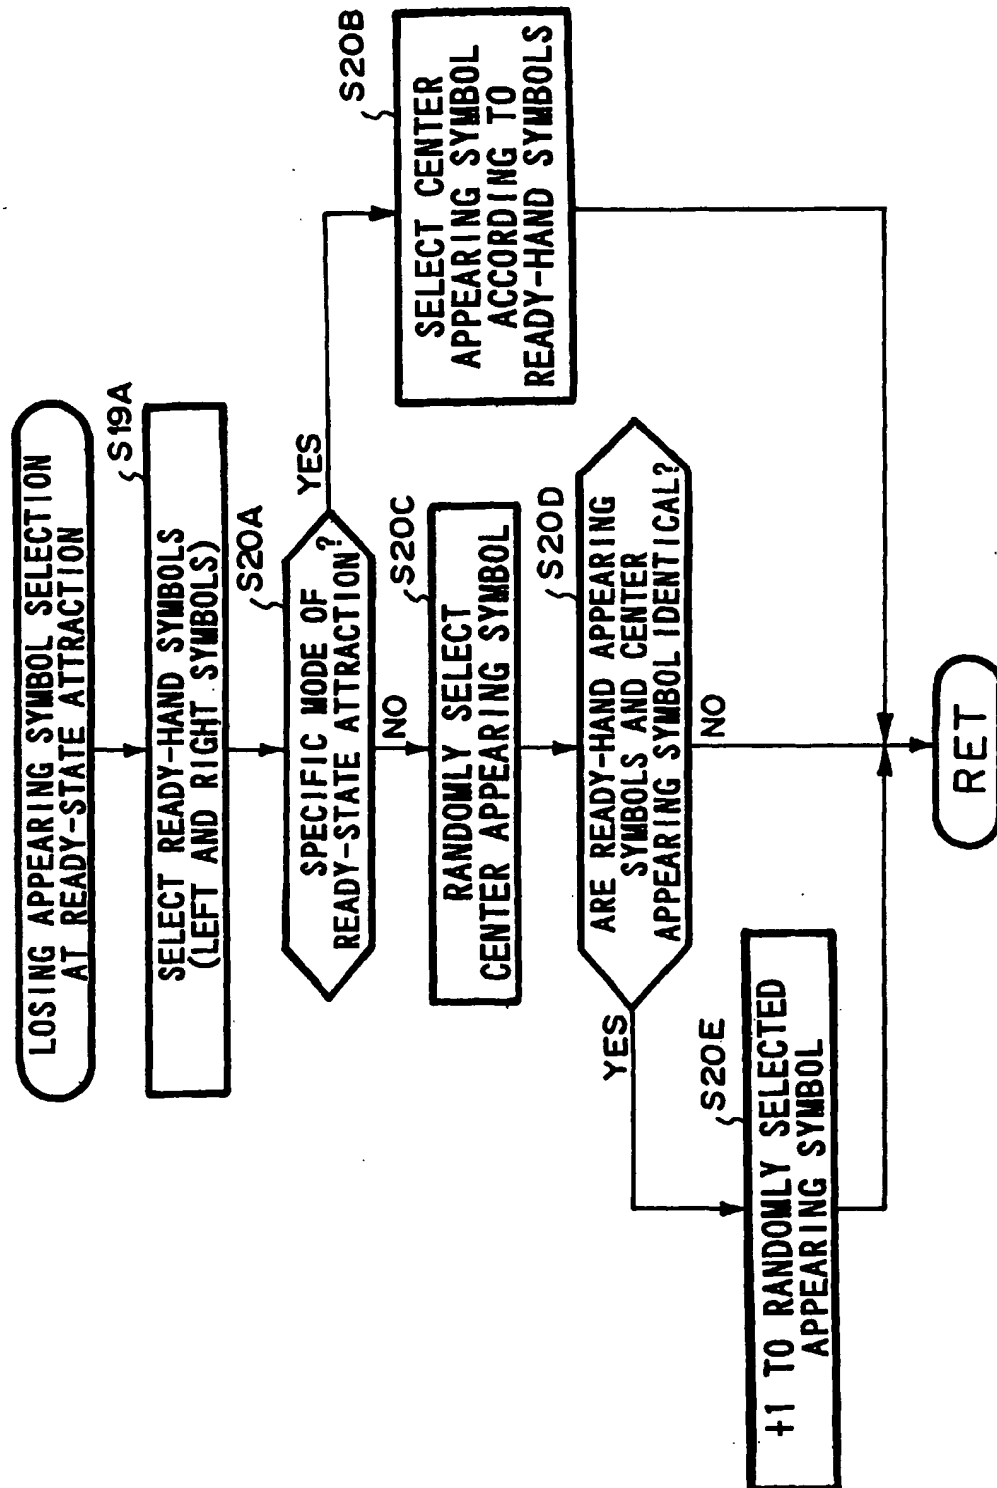 LOSING APPEARING SYMBOL SELECTION
AT READY-STATE ATTRACTION
S19A
SELECT READY-HAND SYMBOLS
(LEFT AND RIGHT SYMBOLS)
S20A
SPECIFIC MODE OF
READY-STATE ATTRACTION?
YES
NO
S20B
SELECT CENTER
APPEARING SYMBOL
ACCORDING TO
READY-HAND SYMBOLS
S20C
RANDOMLY SELECT
CENTER APPEARING SYMBOL
S20D
ARE READY-HAND APPEARING
SYMBOLS AND CENTER
APPEARING SYMBOL IDENTICAL?
YES
NO
S20E
+1 TO RANDOMLY SELECTED
APPEARING SYMBOL
RET